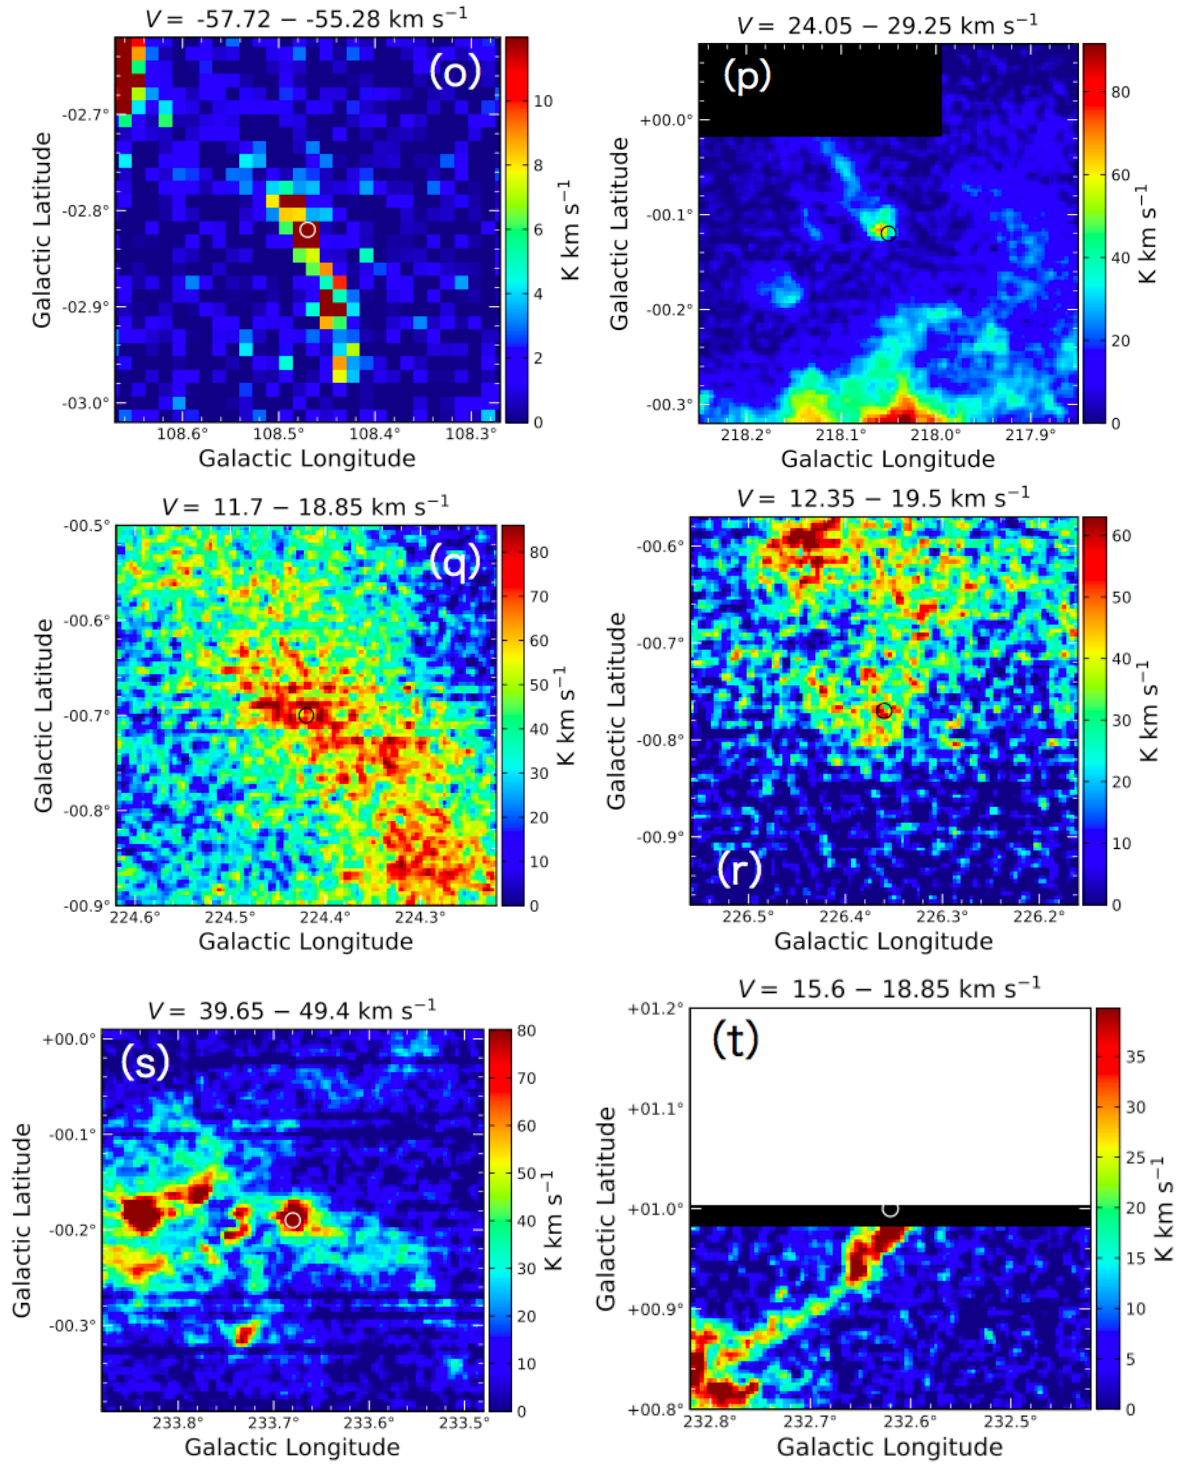 V = -57.72 − -55.28 km s⁻¹
(o)
-02.7°
-02.8°
-02.9°
-03.0°
Galactic Latitude
108.6° 108.5° 108.4° 108.3°
Galactic Longitude
10
8
6
4
2
0
K km s⁻¹
V = 24.05 − 29.25 km s⁻¹
(p)
+00.0°
-00.1°
-00.2°
-00.3°
Galactic Latitude
218.2° 218.1° 218.0° 217.9°
Galactic Longitude
80
60
40
20
0
K km s⁻¹
V = 11.7 − 18.85 km s⁻¹
(q)
-00.5°
-00.6°
-00.7°
-00.8°
-00.9°
Galactic Latitude
224.6° 224.5° 224.4° 224.3°
Galactic Longitude
80
70
60
50
40
30
20
10
0
K km s⁻¹
V = 12.35 − 19.5 km s⁻¹
-00.6°
-00.7°
-00.8°
-00.9°
Galactic Latitude
(r)
226.5° 226.4° 226.3° 226.2°
Galactic Longitude
60
50
40
30
20
10
0
K km s⁻¹
V = 39.65 − 49.4 km s⁻¹
(s)
+00.0°
-00.1°
-00.2°
-00.3°
Galactic Latitude
233.8° 233.7° 233.6° 233.5°
Galactic Longitude
80
70
60
50
40
30
20
10
0
K km s⁻¹
V = 15.6 − 18.85 km s⁻¹
(t)
+01.2°
+01.1°
+01.0°
+00.9°
+00.8°
Galactic Latitude
232.8° 232.7° 232.6° 232.5°
Galactic Longitude
35
30
25
20
15
10
5
0
K km s⁻¹